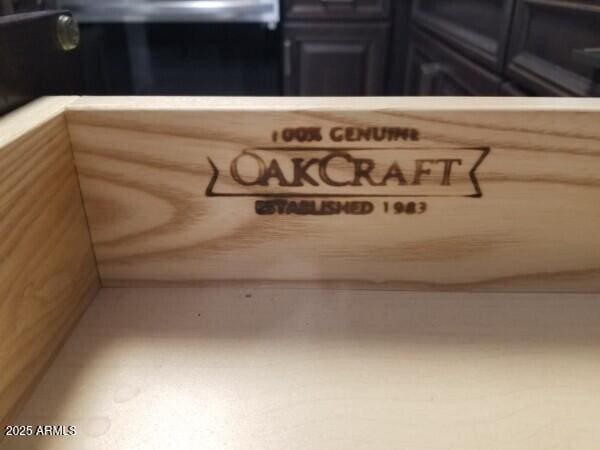 100% GENUINE
OAKCRAFT
ESTABLISHED 1983
2025 ARMLS